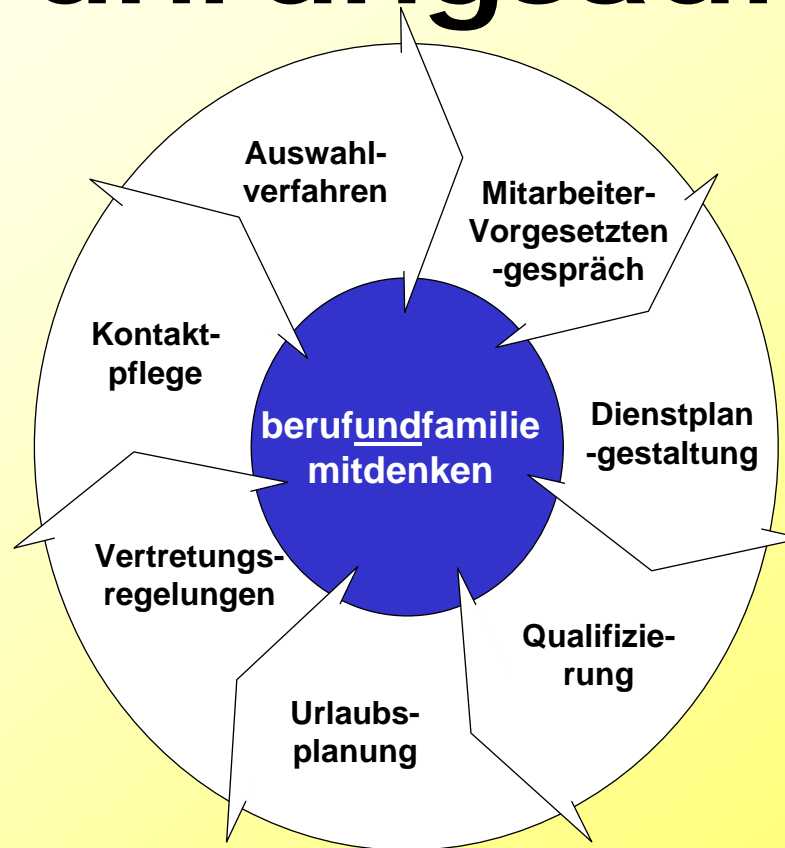 Auswahl-
verfahren
Mitarbeiter-
Vorgesetzten
-gespräch
Dienstplan
-gestaltung
Qualifizie-
rung
Urlaubs-
planung
Vertretungs-
regelungen
Kontakt-
pflege
berufundfamilie
mitdenken